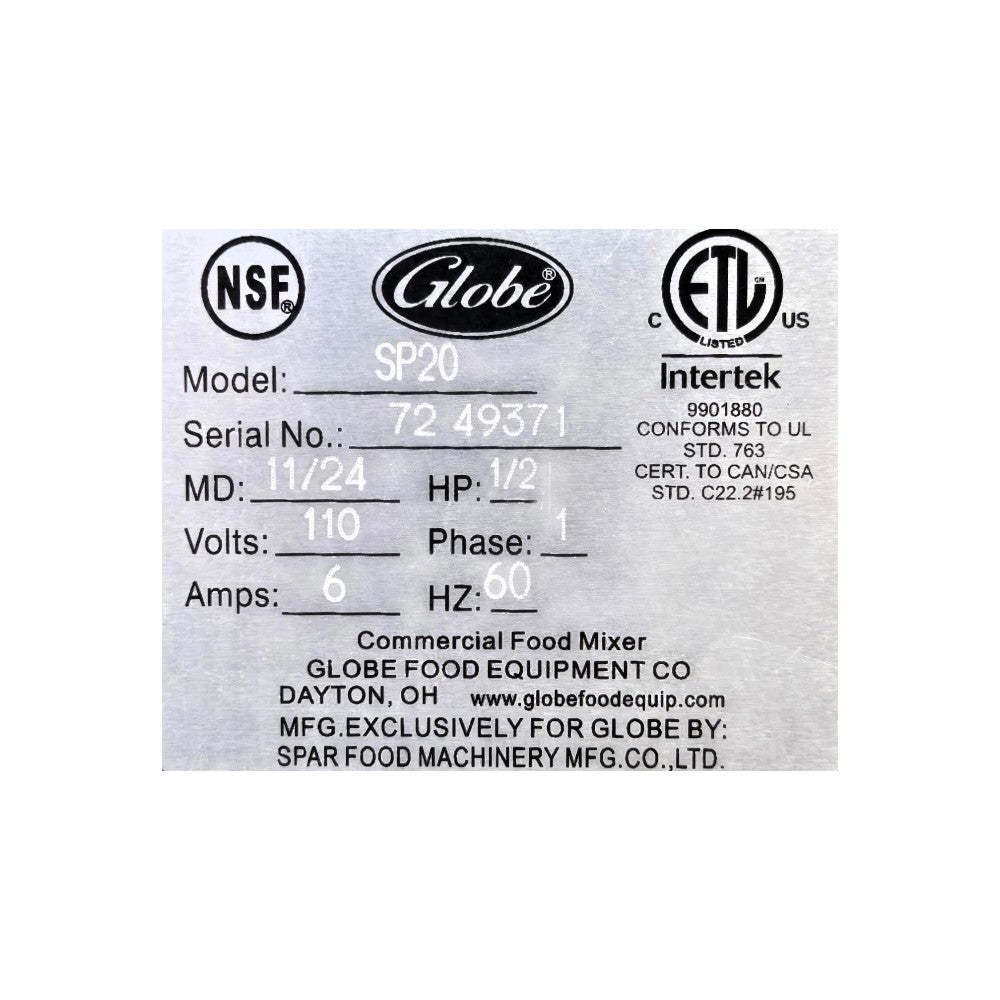 NSF®
Globe®
ETL CM
LISTED
C US
Intertek
9901880
CONFORMS TO UL
STD. 763
CERT. TO CAN/CSA
STD. C22.2#195
Model: SP20
Serial No.: 72 49371
MD: 11/24 HP: 1/2
Volts: 110 Phase: 1
Amps: 6 HZ: 60
Commercial Food Mixer
GLOBE FOOD EQUIPMENT CO
DAYTON, OH www.globefoodequip.com
MFG.EXCLUSIVELY FOR GLOBE BY:
SPAR FOOD MACHINERY MFG.CO.,LTD.